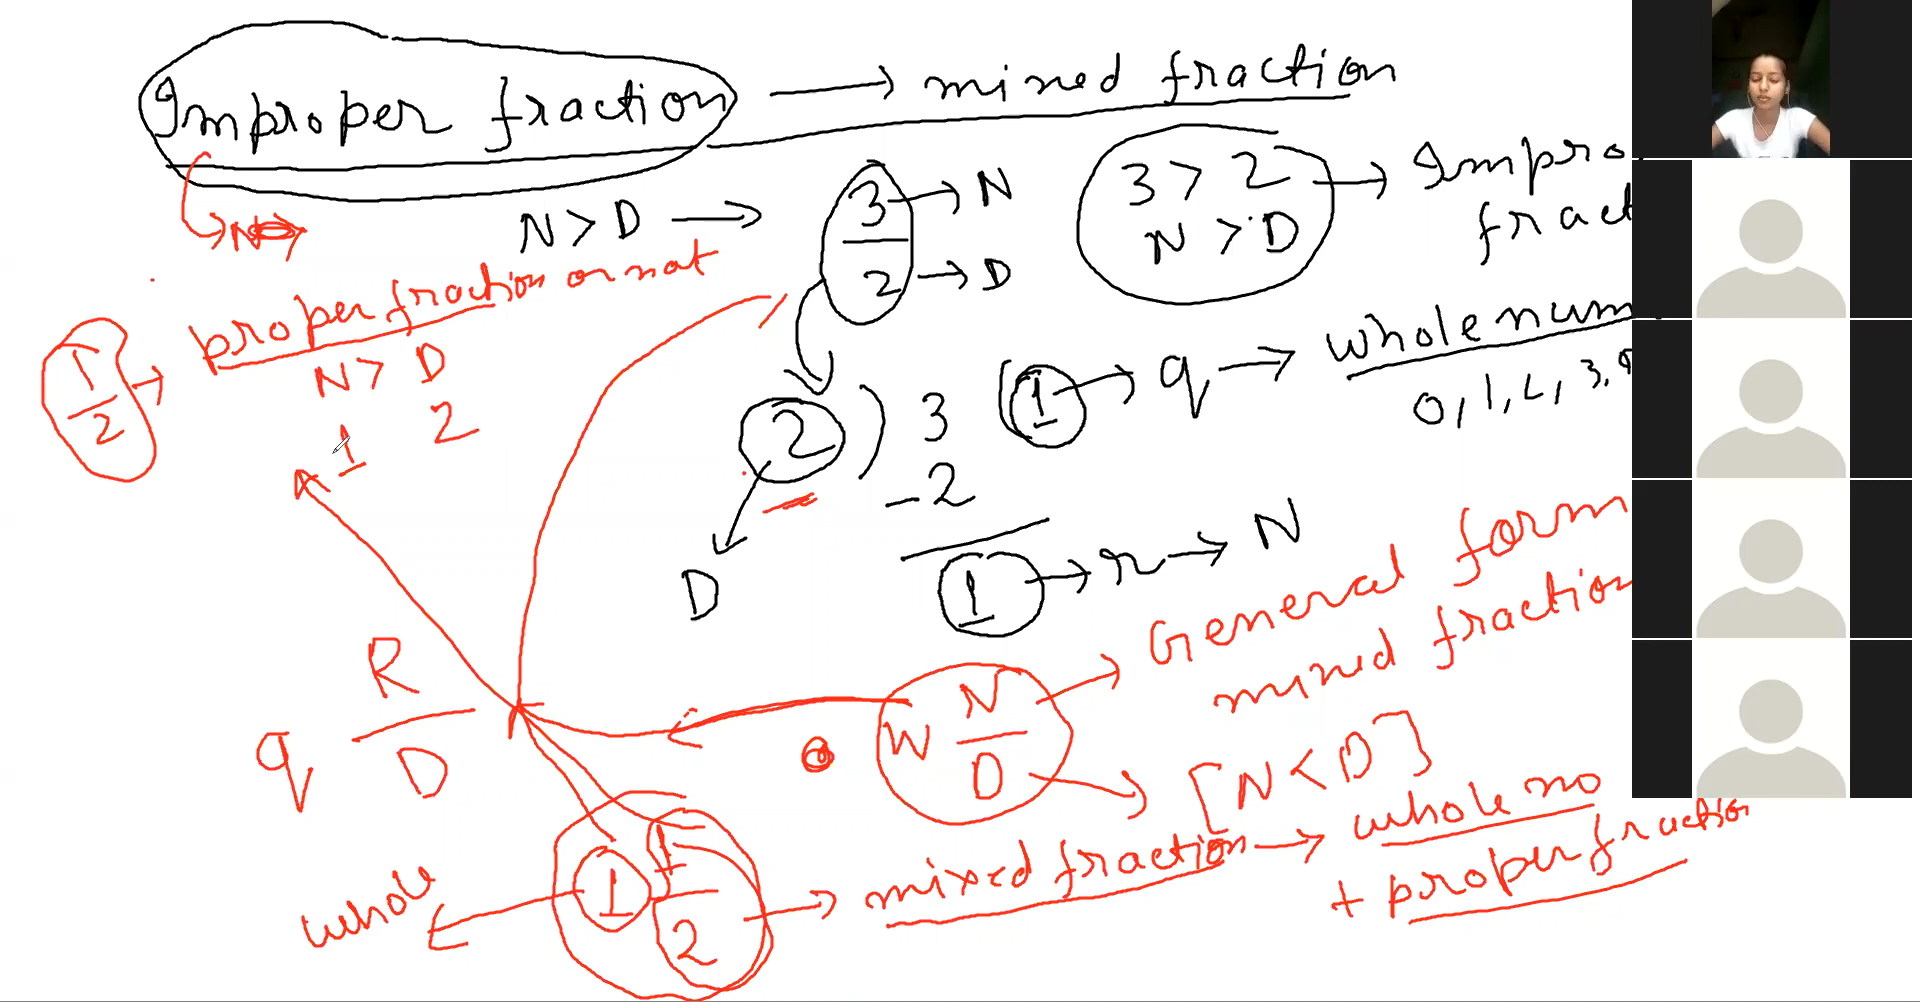 Improper fraction → mined fraction
N > D →
3 → N
2 → D
3 > 2 → Impro
N > D
fract
proper fraction or not
1
2 →
N > D
1 2
2 ) 3 ( 1 → q → whole num
0, 1, 2, 3,
- 2
1 → r → N
D
General form
mined fraction
q R
D
W N
D
[N < D]
whole
1 1
2 → mixed fraction → whole no
+ proper fraction